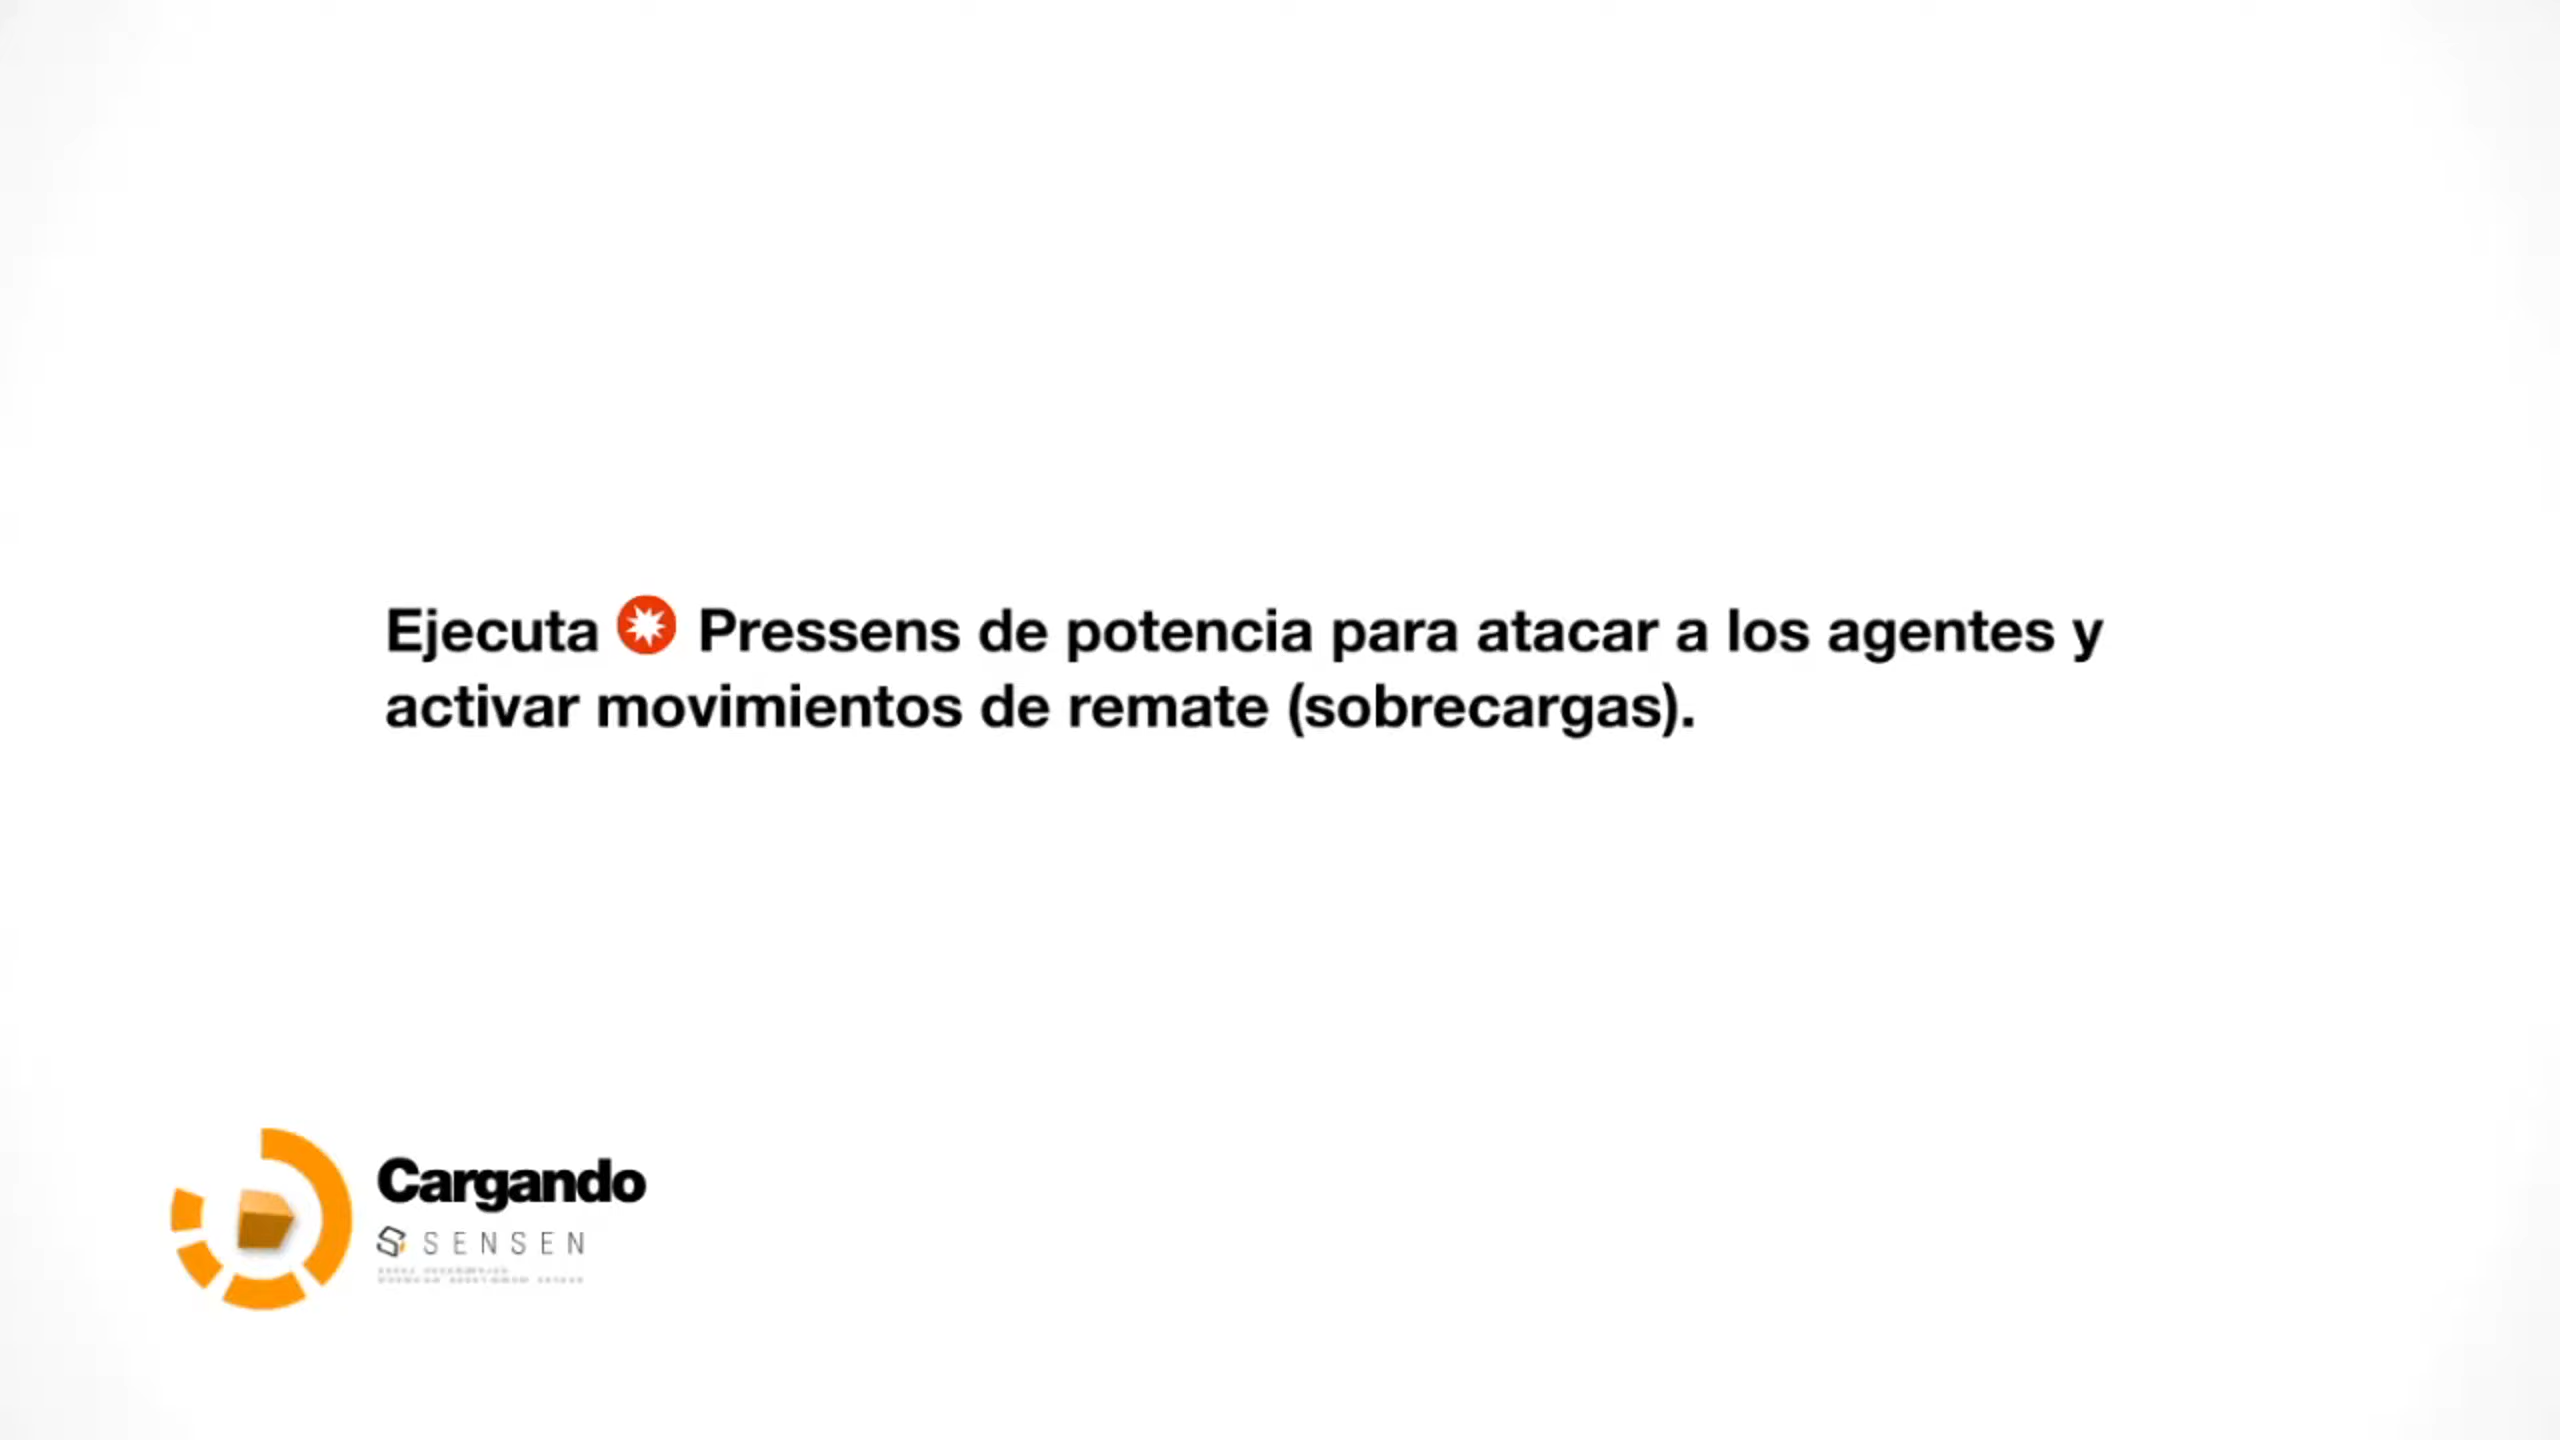 Ejecuta Pressens de potencia para atacar a los agentes y
activar movimientos de remate (sobrecargas).
Cargando
SENSEN